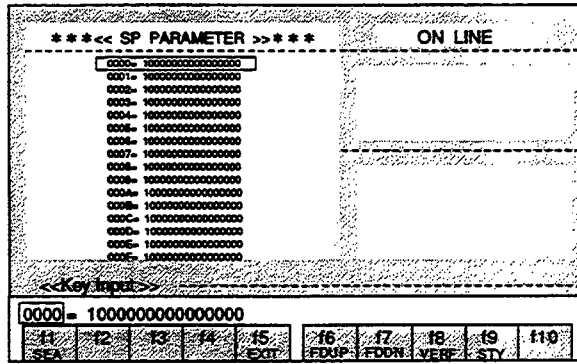 ***<< SP PARAMETER >>***
ON LINE
0000= 1000000000000000
0001= 1000000000000000
0002= 1000000000000000
0003= 1000000000000000
0004= 1000000000000000
0005= 1000000000000000
0006= 1000000000000000
0007= 1000000000000000
0008= 1000000000000000
0009= 1000000000000000
000A= 1000000000000000
000B= 1000000000000000
000C= 1000000000000000
000D= 1000000000000000
000E= 1000000000000000
000F= 1000000000000000
<<Key Input>>
0000 = 1000000000000000
f1 f2 f3 f4 f5 f6 f7 f8 f9 f10
SEA EXIT FDUP FDDN VERF STY